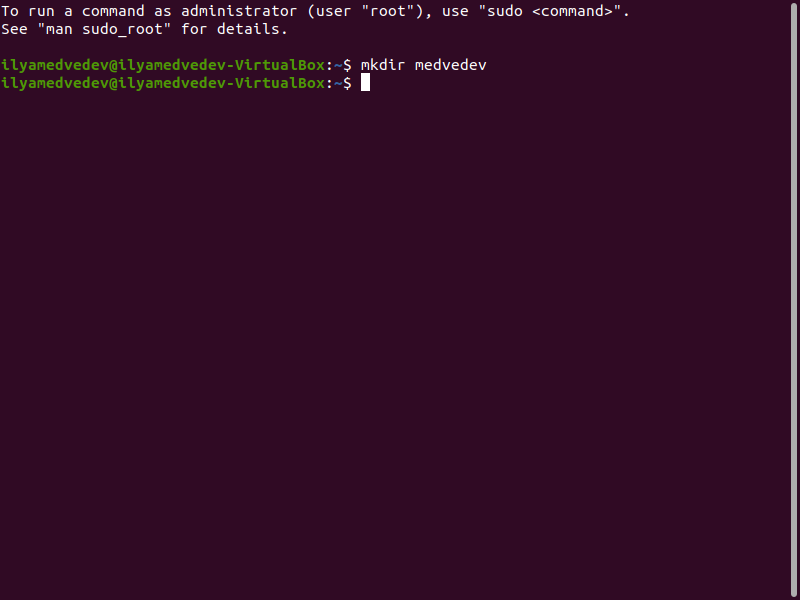 To run a command as administrator (user "root"), use "sudo <command>".
See "man sudo_root" for details.
ilyamedvedev@ilyamedvedev-VirtualBox:~$ mkdir medvedev
ilyamedvedev@ilyamedvedev-VirtualBox:~$